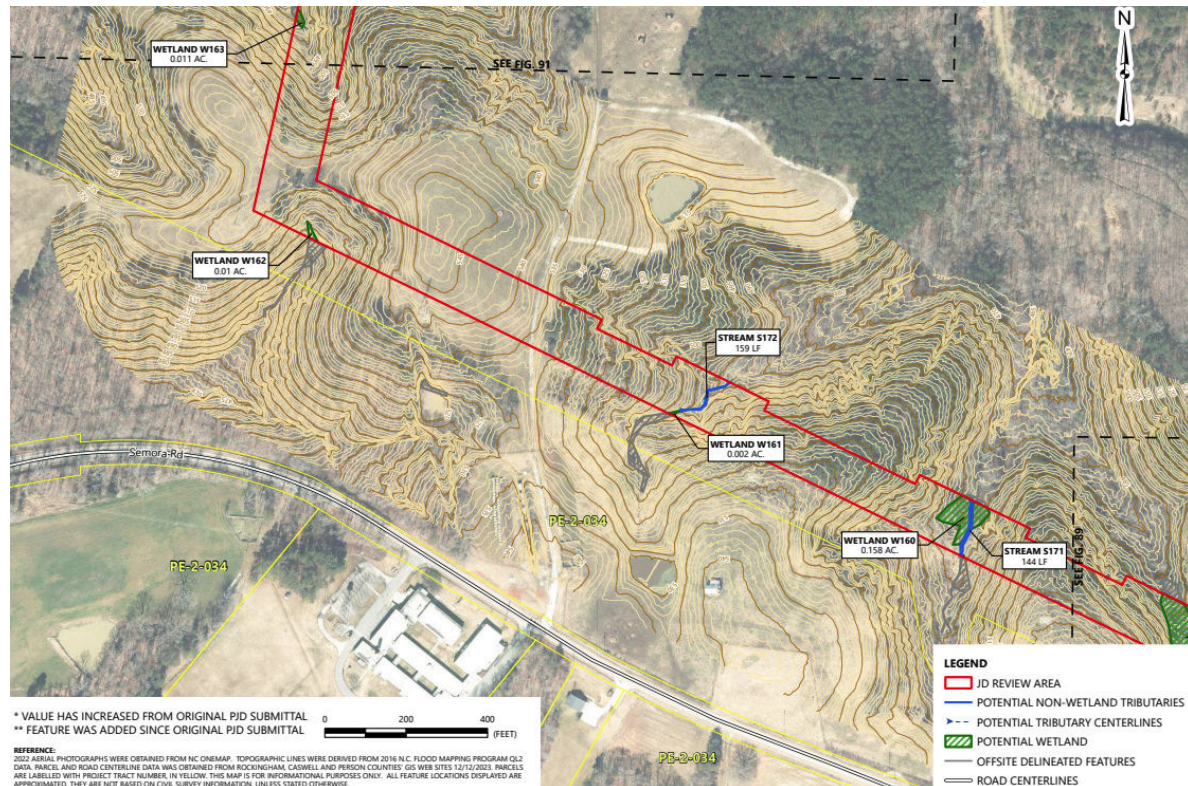 N
WETLAND W163
0.011 AC.
SEE FIG. 91
WETLAND W162
0.01 AC.
STREAM S172
159 LF
WETLAND W161
0.002 AC.
Semora Rd
PE-2-034
PE-2-034
WETLAND W160
0.158 AC.
STREAM S171
144 LF
SEE FIG. 89
PE-2-034
LEGEND
JD REVIEW AREA
POTENTIAL NON-WETLAND TRIBUTARIES
POTENTIAL TRIBUTARY CENTERLINES
POTENTIAL WETLAND
OFFSITE DELINEATED FEATURES
ROAD CENTERLINES
* VALUE HAS INCREASED FROM ORIGINAL PJD SUBMITTAL
** FEATURE WAS ADDED SINCE ORIGINAL PJD SUBMITTAL
0 200 400
(FEET)
REFERENCE:
2022 AERIAL PHOTOGRAPHS WERE OBTAINED FROM NC ONEMAP. TOPOGRAPHIC LINES WERE DERIVED FROM 2016 N.C. FLOOD MAPPING PROGRAM QL2
DATA. PARCEL AND ROAD CENTERLINE DATA WAS OBTAINED FROM ROCKINGHAM, CASWELL AND PERSON COUNTIES' GIS WEB SITES 12/12/2023. PARCELS
ARE LABELLED WITH PROJECT TRACT NUMBER, IN YELLOW. THIS MAP IS FOR INFORMATIONAL PURPOSES ONLY. ALL FEATURE LOCATIONS DISPLAYED ARE
APPROXIMATED. THEY ARE NOT BASED ON CIVIL SURVEY INFORMATION, UNLESS STATED OTHERWISE.